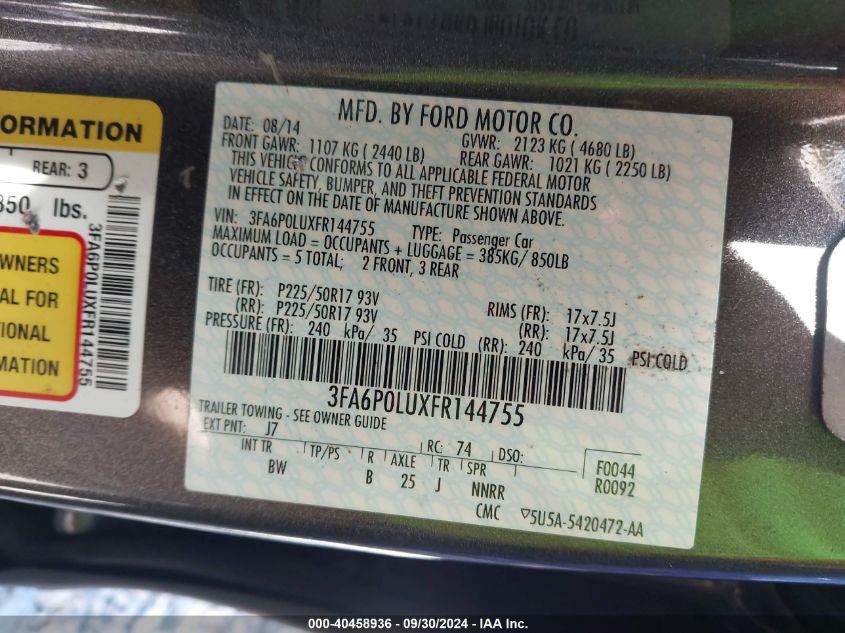 MFD. BY FORD MOTOR CO.
DATE: 08/14 GVWR: 2123 KG ( 4680 LB)
FRONT GAWR: 1107 KG ( 2440 LB) REAR GAWR: 1021 KG ( 2250 LB)
THIS VEHICLE CONFORMS TO ALL APPLICABLE FEDERAL MOTOR
VEHICLE SAFETY, BUMPER, AND THEFT PREVENTION STANDARDS
IN EFFECT ON THE DATE OF MANUFACTURE SHOWN ABOVE.
VIN: 3FA6P0LUXFR144755 TYPE: Passenger Car
MAXIMUM LOAD = OCCUPANTS + LUGGAGE = 385KG/ 850LB
OCCUPANTS = 5 TOTAL; 2 FRONT, 3 REAR
TIRE (FR): P225/50R17 93V RIMS (FR): 17x7.5J
(RR): P225/50R17 93V (RR): 17x7.5J
PRESSURE (FR): 240 kPa/ 35 PSI COLD (RR): 240 kPa/ 35 PSI COLD
3FA6P0LUXFR144755
TRAILER TOWING - SEE OWNER GUIDE
EXT PNT: J7 RC: 74 DSO: F0044
INT TR TP/PS R AXLE TR SPR R0092
BW B 25 J NNRR
CMC ▽5U5A-5420472-AA
ORMATION
REAR: 3
850 lbs.
WNERS
AL FOR
TIONAL
MATION
3FA6P0LUXFR144755
000-40458936 - 09/30/2024 - IAA Inc.